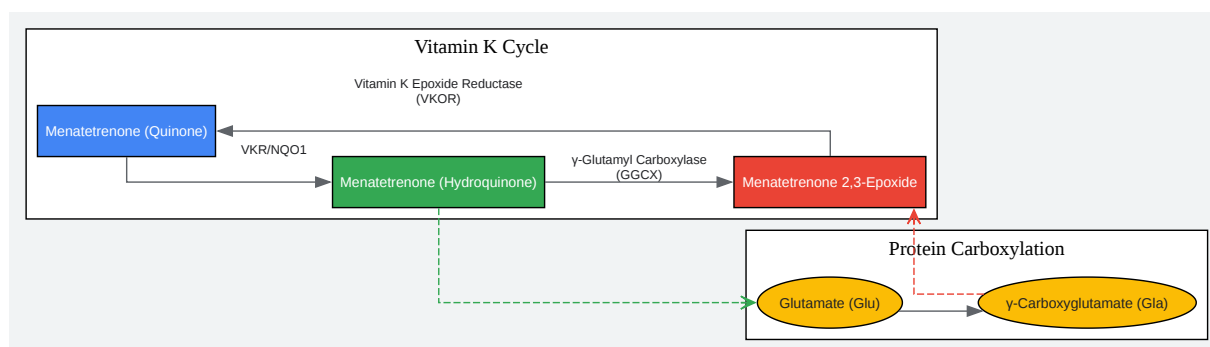 Vitamin K Cycle
Vitamin K Epoxide Reductase
(VKOR)
Menatetrenone (Quinone)
VKR/NQO1
γ-Glutamyl Carboxylase
(GGCX)
Menatetrenone (Hydroquinone)
Menatetrenone 2,3-Epoxide
Protein Carboxylation
Glutamate (Glu)
γ-Carboxyglutamate (Gla)